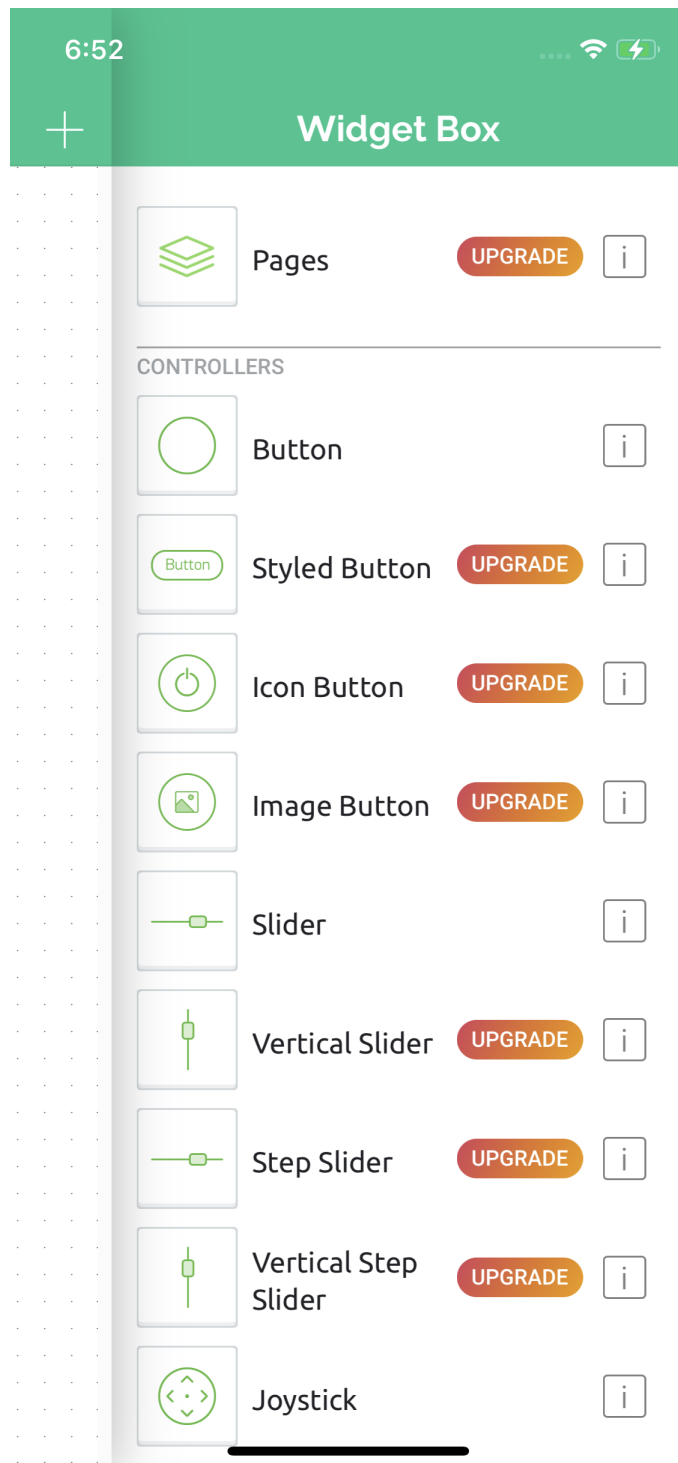 6:52
Widget Box
Pages UPGRADE i
CONTROLLERS
Button i
Button Styled Button UPGRADE i
Icon Button UPGRADE i
Image Button UPGRADE i
Slider i
Vertical Slider UPGRADE i
Step Slider UPGRADE i
Vertical Step
Slider UPGRADE i
Joystick i